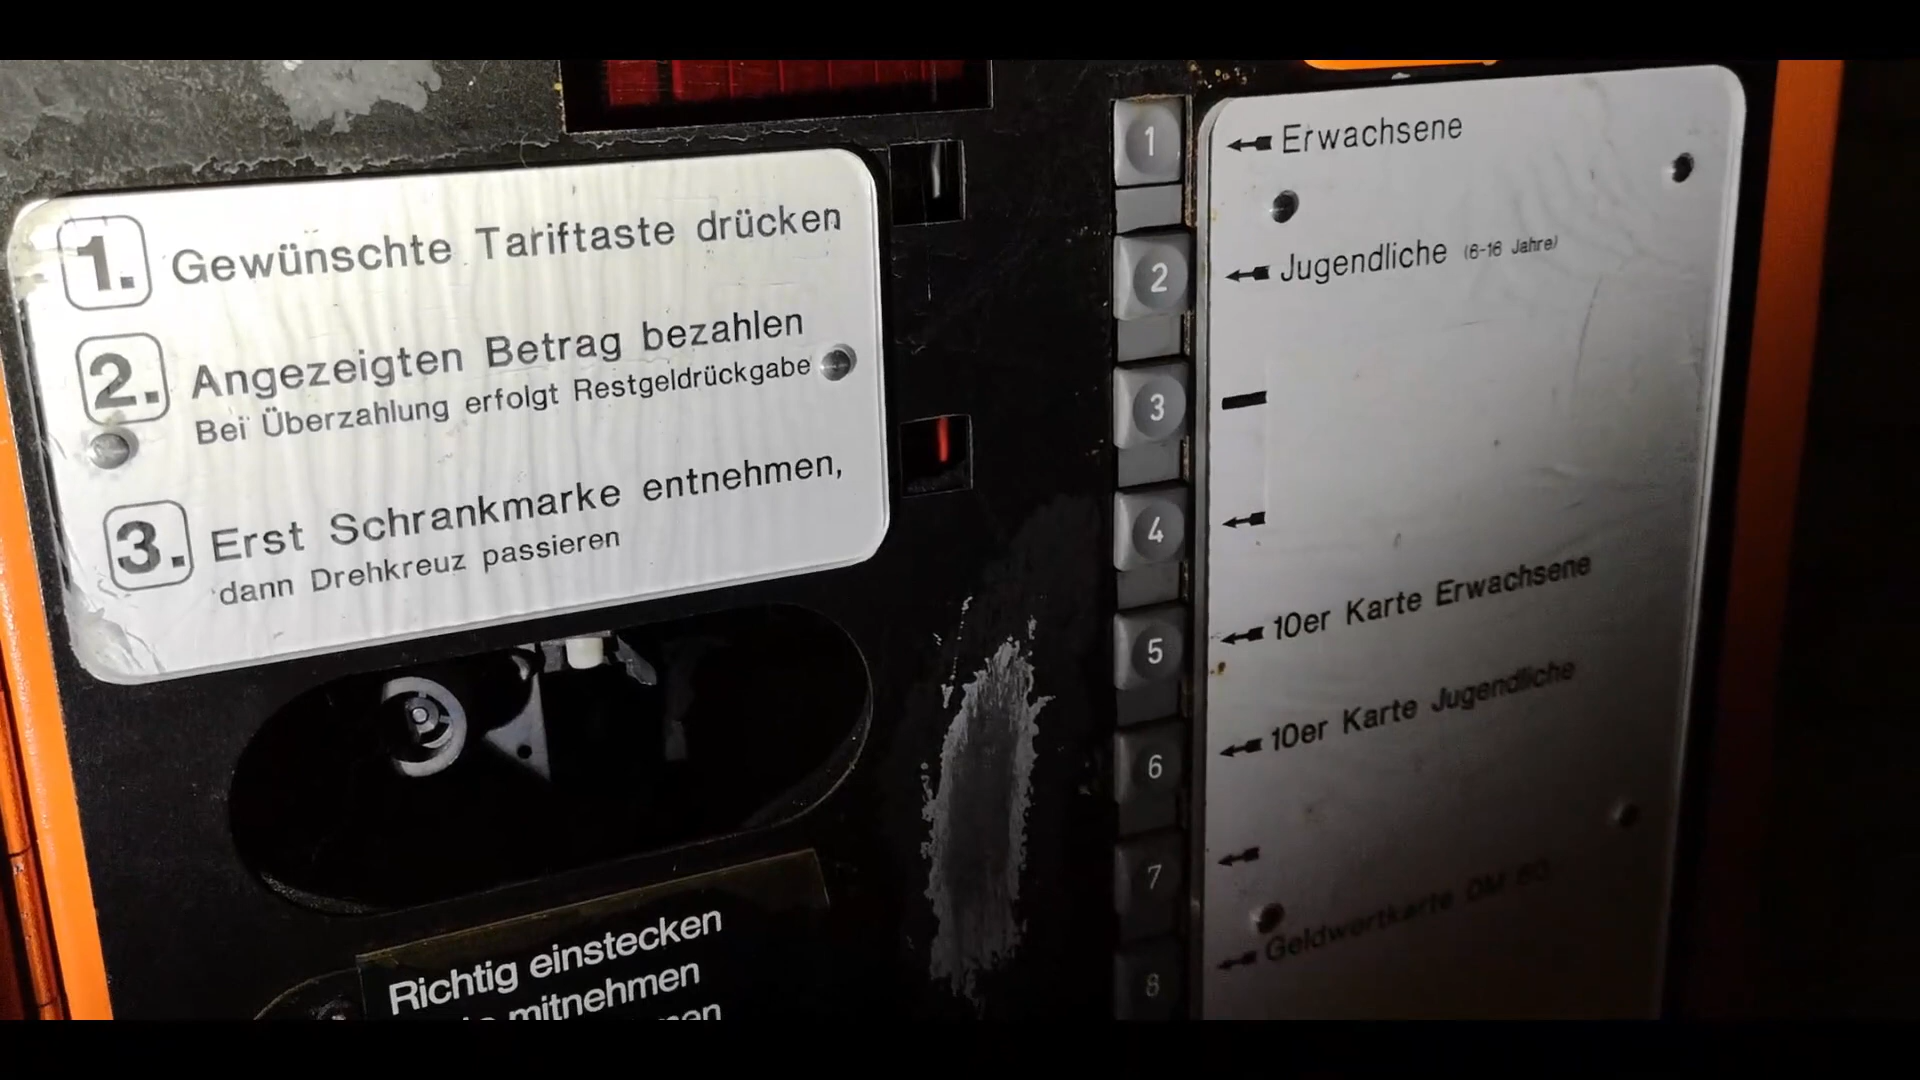 1. Gewünschte Tariftaste drücken
2. Angezeigten Betrag bezahlen
Bei Überzahlung erfolgt Restgeldrückgabe
3. Erst Schrankmarke entnehmen,
dann Drehkreuz passieren
Richtig einstecken
mitnehmen
1 Erwachsene
2 Jugendliche (6-16 Jahre)
3
4
5 10er Karte Erwachsene
6 10er Karte Jugendliche
7
8 Geldwertkarte DM